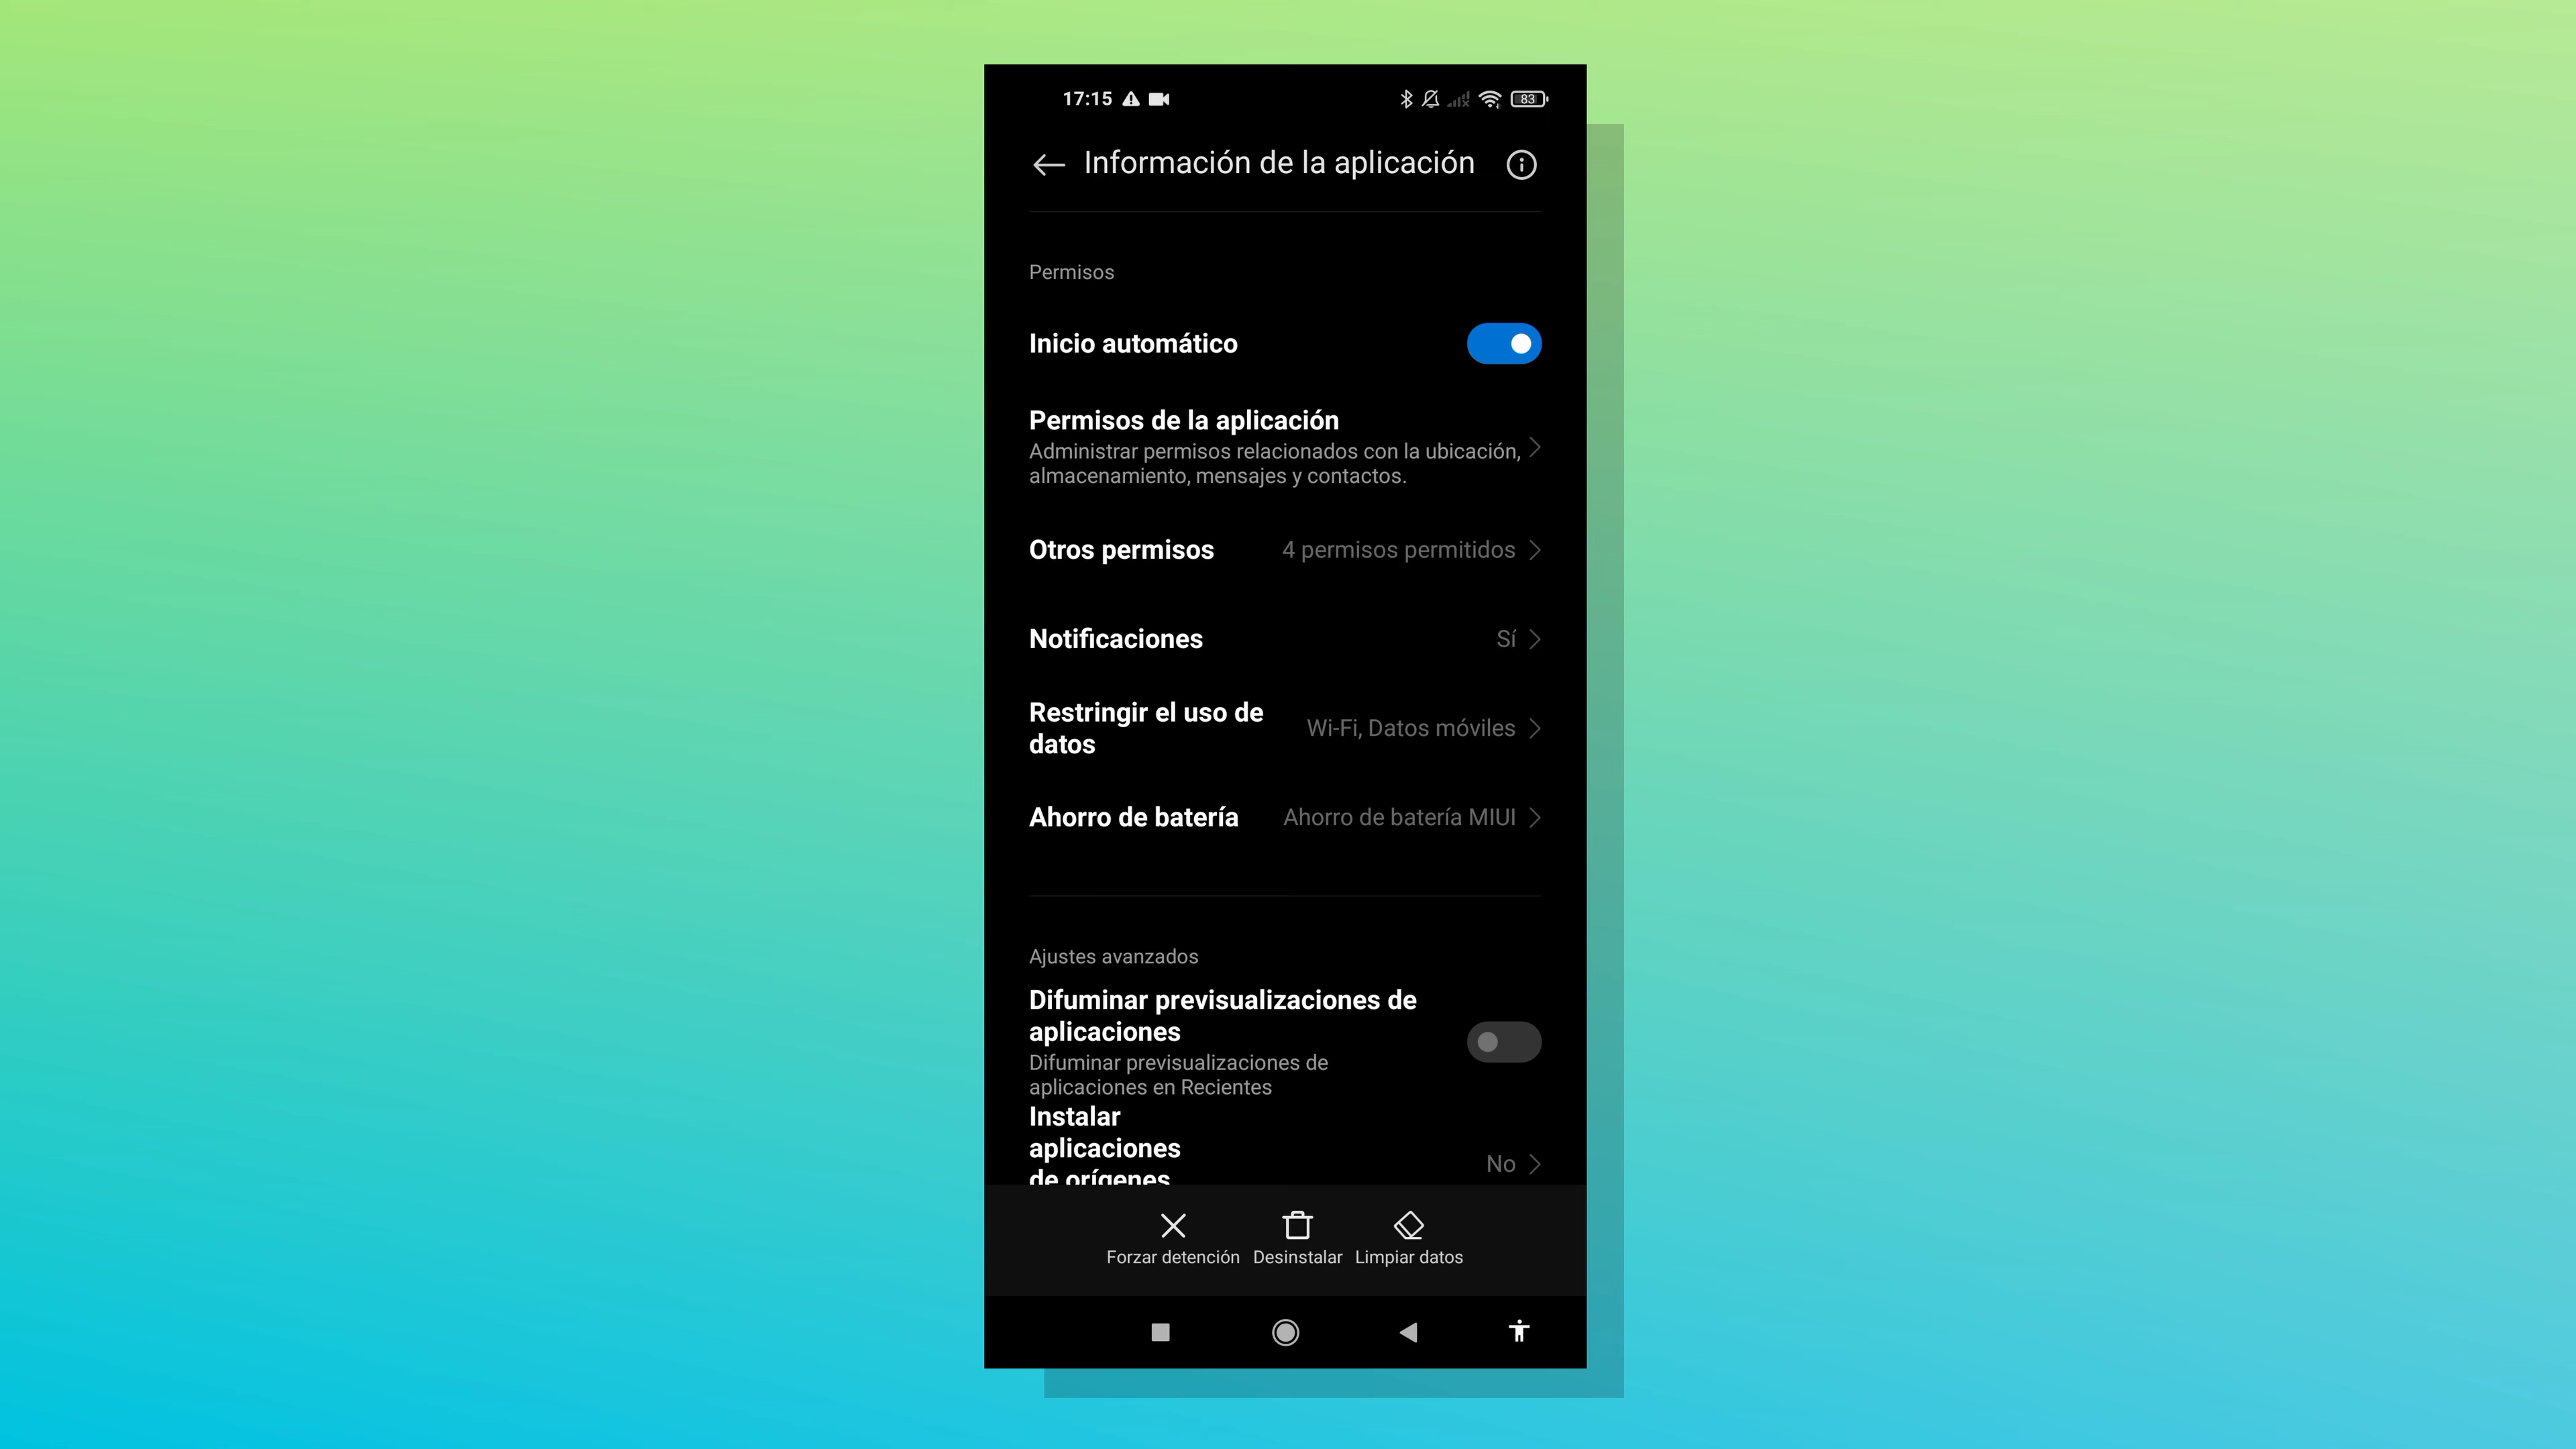 17:15
83
Información de la aplicación
Permisos
Inicio automático
Permisos de la aplicación
Administrar permisos relacionados con la ubicación,
almacenamiento, mensajes y contactos.
Otros permisos
4 permisos permitidos
Notificaciones
Sí
Restringir el uso de
datos
Wi-Fi, Datos móviles
Ahorro de batería
Ahorro de batería MIUI
Ajustes avanzados
Difuminar previsualizaciones de
aplicaciones
Difuminar previsualizaciones de
aplicaciones en Recientes
Instalar
aplicaciones
de orígenes
No
Forzar detención
Desinstalar
Limpiar datos